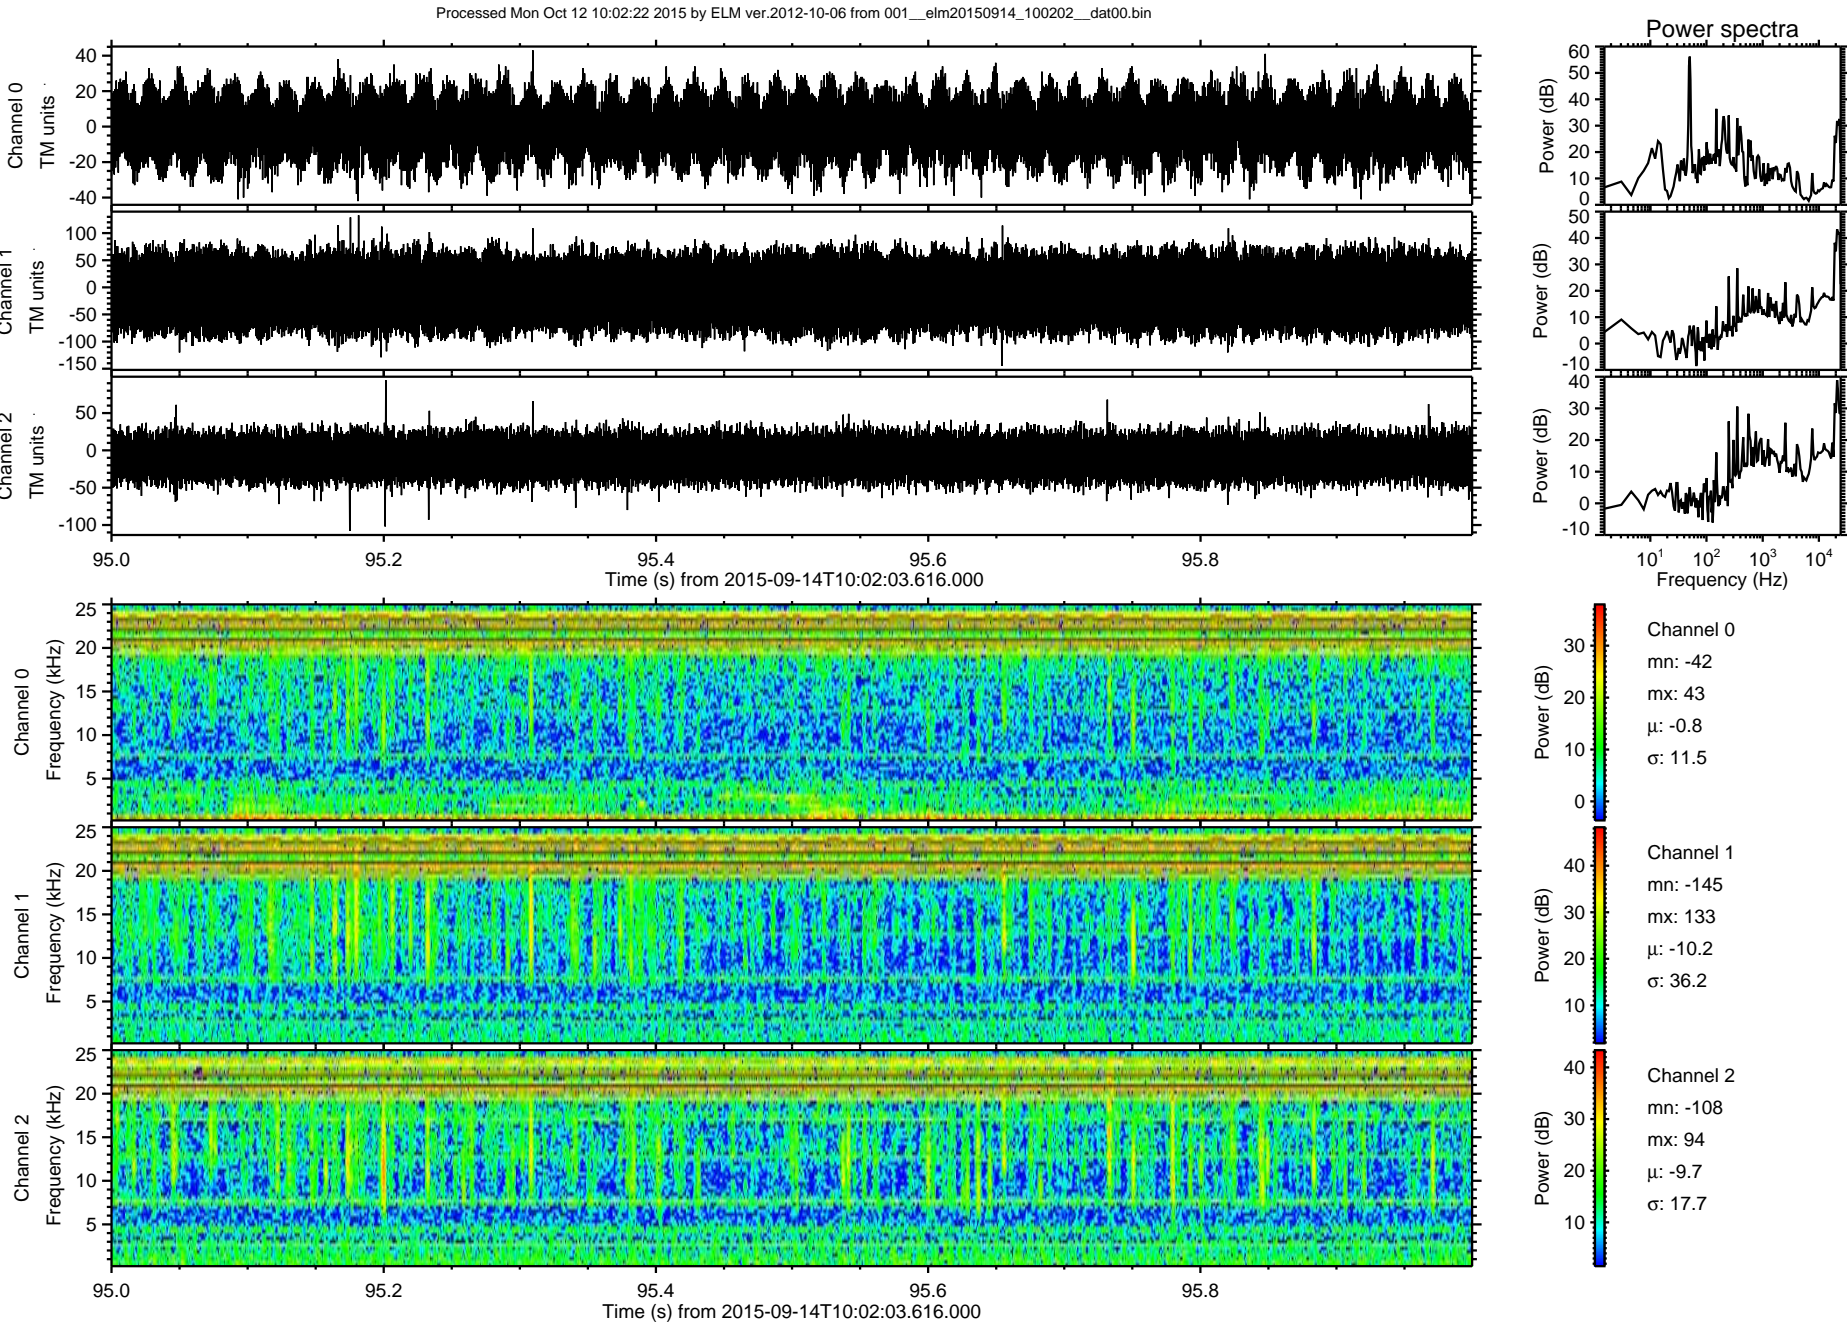 Processed Mon Oct 12 10:02:22 2015 by ELM ver.2012-10-06 from 001__elm20150914_100202__dat00.bin
Power spectra
Channel 0
TM units
40
20
0
-20
-40
Power (dB)
60
50
40
30
20
10
0
Channel 1
TM units
100
50
0
-50
-100
-150
Power (dB)
50
40
30
20
10
0
-10
Channel 2
TM units
50
0
-50
-100
Power (dB)
40
30
20
10
0
-10
95.0 95.2 95.4 95.6 95.8
Time (s) from 2015-09-14T10:02:03.616.000
10¹ 10² 10³ 10⁴
Frequency (Hz)
Channel 0
Frequency (kHz)
25
20
15
10
5
Power (dB)
30
20
10
0
Channel 0
mn: -42
mx: 43
μ: -0.8
σ: 11.5
Channel 1
Frequency (kHz)
25
20
15
10
5
Power (dB)
40
30
20
10
Channel 1
mn: -145
mx: 133
μ: -10.2
σ: 36.2
Channel 2
Frequency (kHz)
25
20
15
10
5
Power (dB)
40
30
20
10
Channel 2
mn: -108
mx: 94
μ: -9.7
σ: 17.7
95.0 95.2 95.4 95.6 95.8
Time (s) from 2015-09-14T10:02:03.616.000